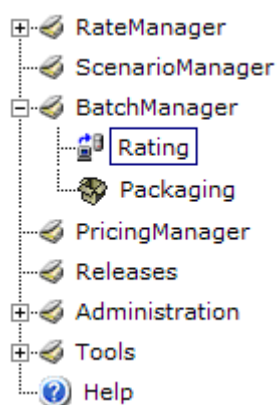 RateManager
ScenarioManager
BatchManager
Rating
Packaging
PricingManager
Releases
Administration
Tools
Help